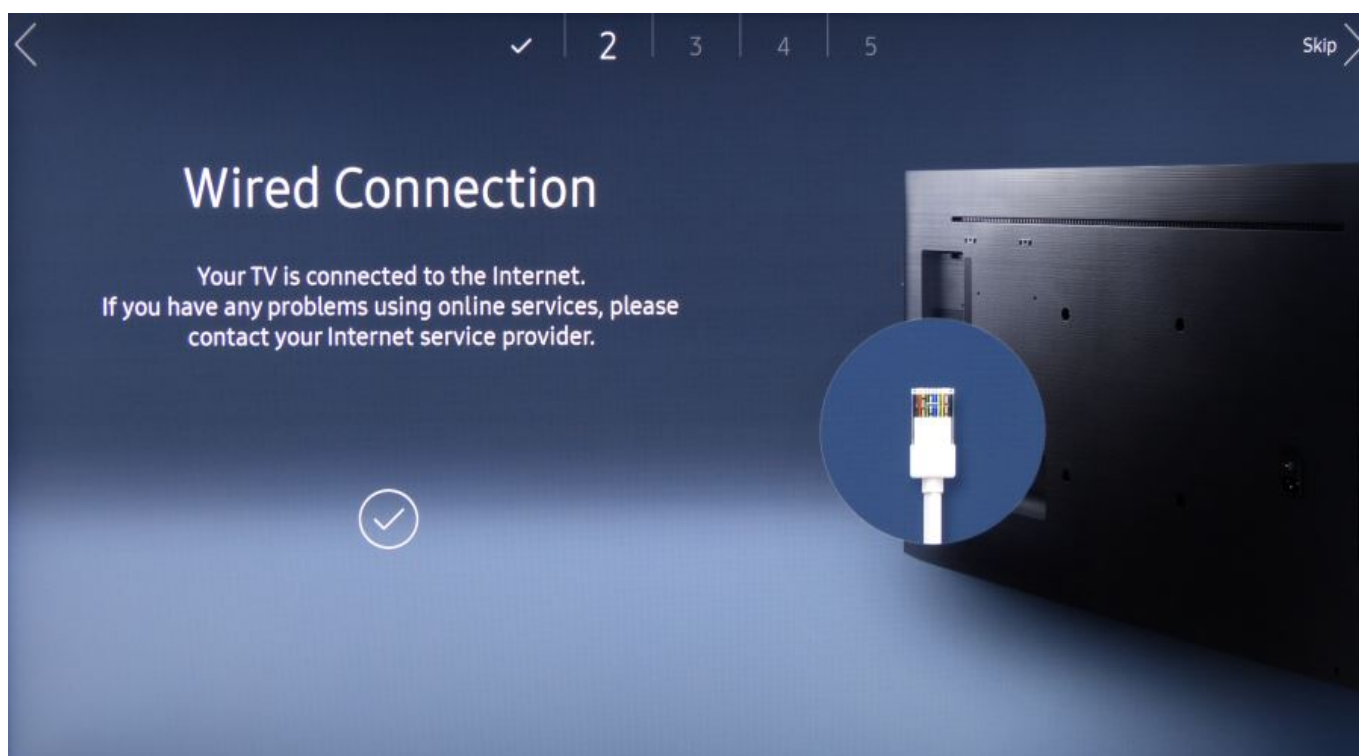 2 3 4 5
Skip
Wired Connection
Your TV is connected to the Internet.
If you have any problems using online services, please
contact your Internet service provider.